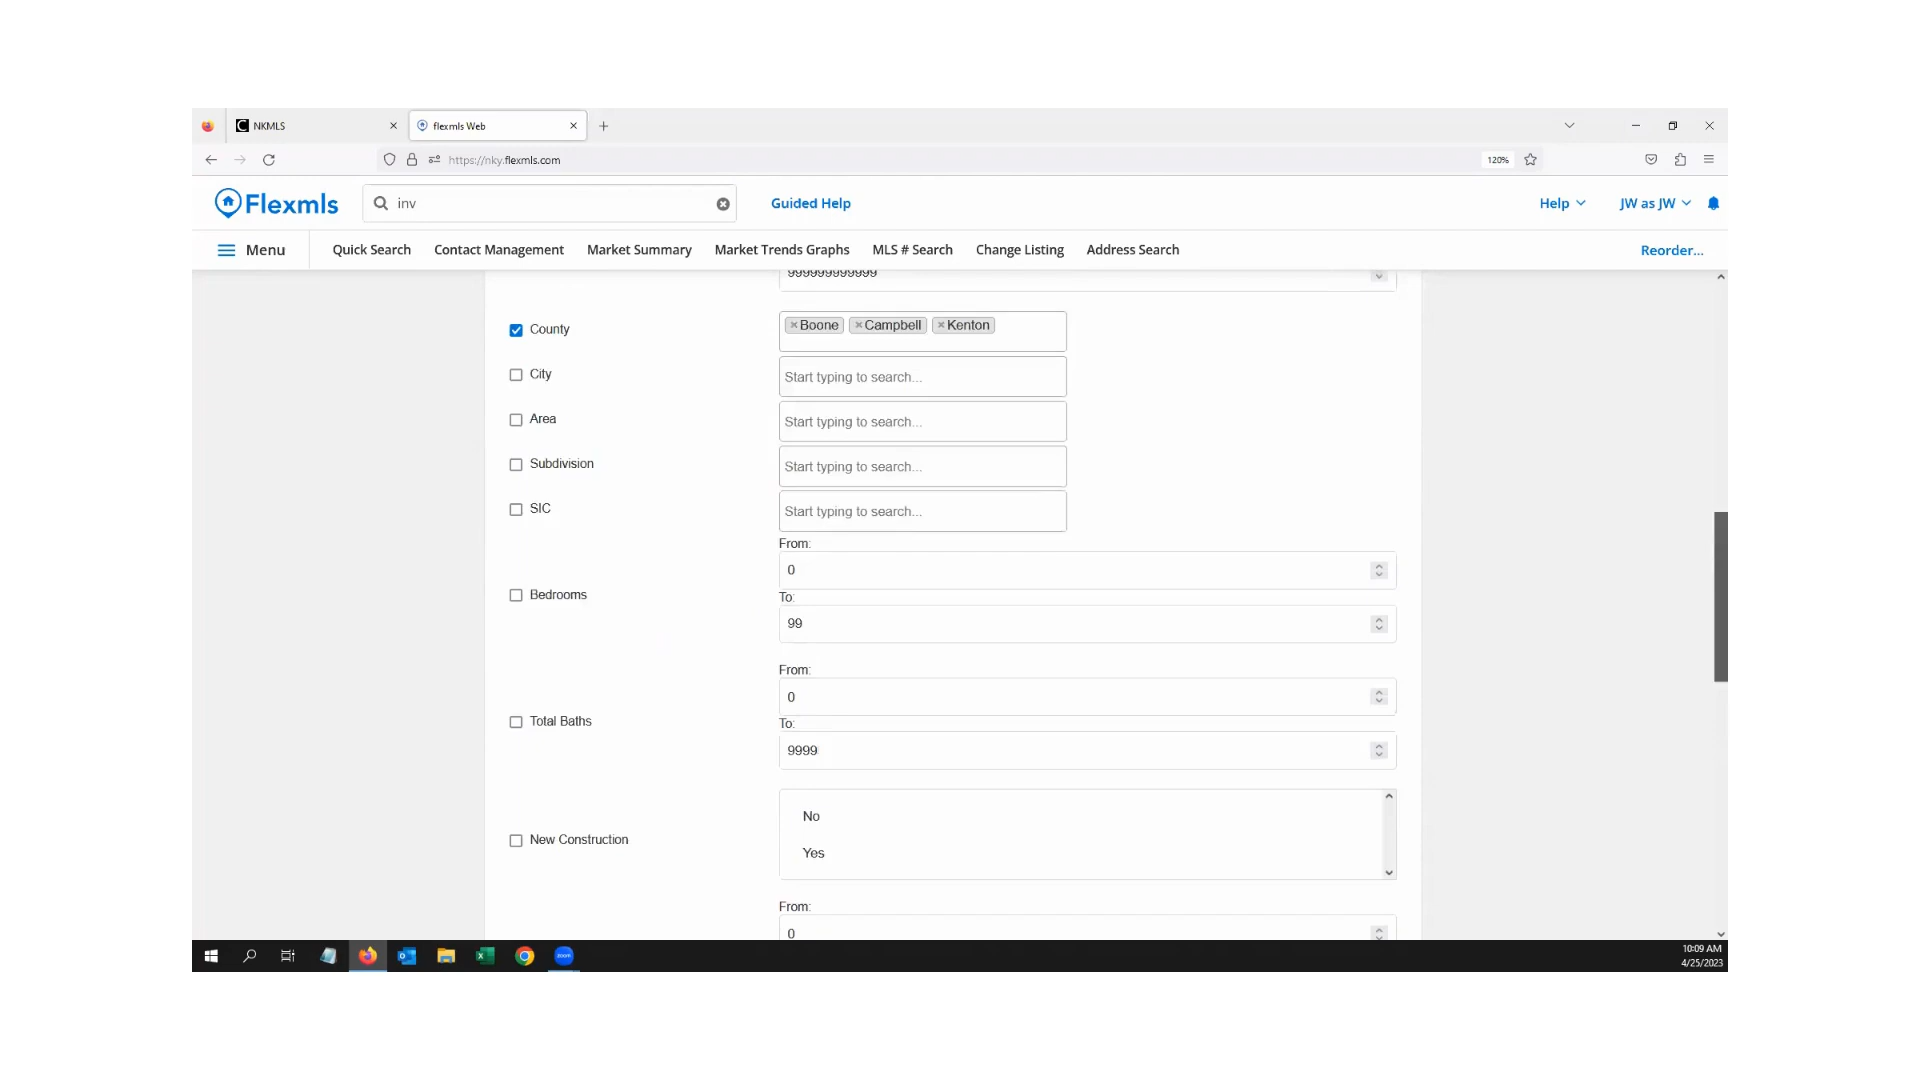 NKMLS
flexmls Web
https://nky.flexmls.com
120%
Flexmls
inv
Guided Help
Help
JW as JW
Menu
Quick Search
Contact Management
Market Summary
Market Trends Graphs
MLS # Search
Change Listing
Address Search
Reorder...
999999999999
County
×Boone ×Campbell ×Kenton
City
Start typing to search...
Area
Start typing to search...
Subdivision
Start typing to search...
SIC
Start typing to search...
From:
0
Bedrooms
To:
99
From:
0
Total Baths
To:
9999
No
New Construction
Yes
From:
0
zoom
10:09 AM
4/25/2023